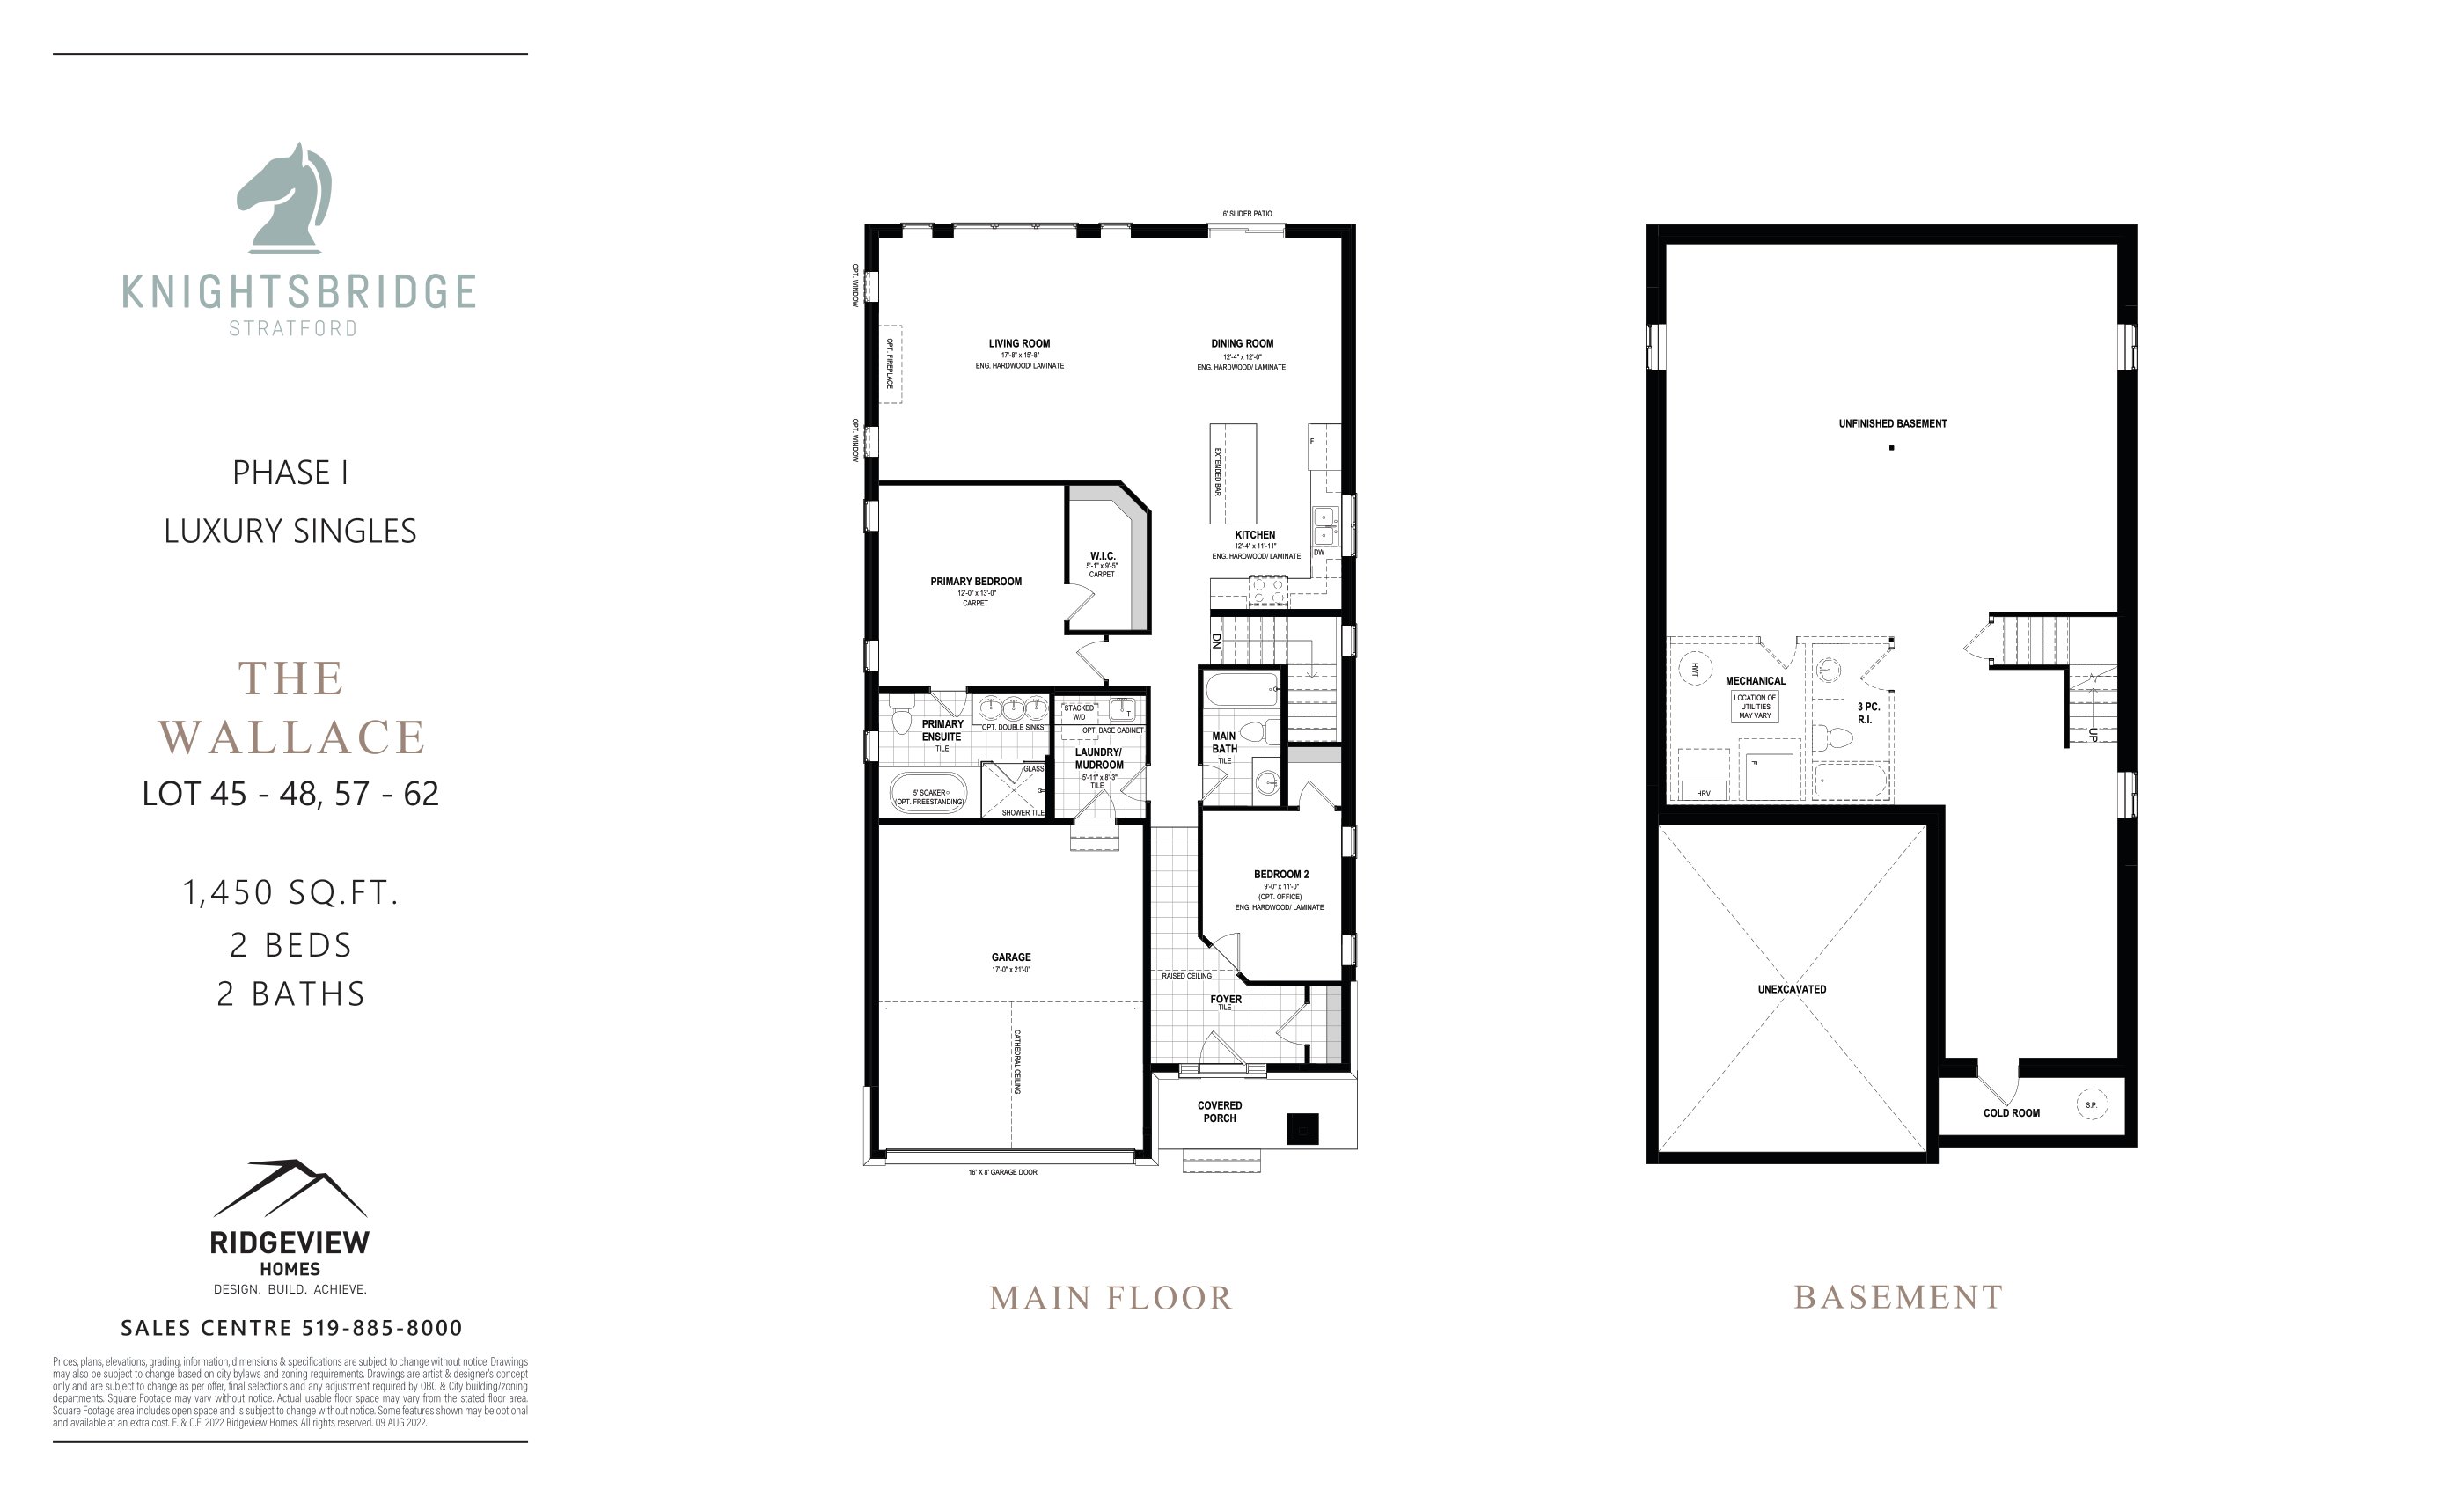 KNIGHTSBRIDGE
STRATFORD
PHASE I
LUXURY SINGLES
THE
WALLACE
LOT 45 - 48, 57 - 62
1,450 SQ.FT.
2 BEDS
2 BATHS
RIDGEVIEW
HOMES
DESIGN. BUILD. ACHIEVE.
SALES CENTRE 519-885-8000
Prices, plans, elevations, grading, information, dimensions & specifications are subject to change without notice. Drawings
may also be subject to change based on city bylaws and zoning requirements. Drawings are artist & designer's concept
only and are subject to change as per offer, final selections and any adjustment required by OBC & City building/zoning
departments. Square Footage may vary without notice. Actual usable floor space may vary from the stated floor area.
Square Footage area includes open space and is subject to change without notice. Some features shown may be optional
and available at an extra cost. E. & O.E. 2022 Ridgeview Homes. All rights reserved. 09 AUG 2022.
6' SLIDER PATIO
OPT. WINDOW
OPT. FIREPLACE
OPT. WINDOW
LIVING ROOM
17'-8" x 15'-8"
ENG. HARDWOOD/ LAMINATE
DINING ROOM
12'-4" x 12'-0"
ENG. HARDWOOD/ LAMINATE
F
EXTENDED BAR
KITCHEN
12'-4" x 11'-11"
ENG. HARDWOOD/ LAMINATE
DW
W.I.C.
5'-1" x 9'-5"
CARPET
PRIMARY BEDROOM
12'-0" x 13'-0"
CARPET
DN
PRIMARY
ENSUITE
TILE
OPT. DOUBLE SINKS
STACKED
W/D
T
OPT. BASE CABINET
LAUNDRY/
MUDROOM
5'-11" x 8'-3"
TILE
GLASS
5' SOAKER
(OPT. FREESTANDING)
SHOWER TILE
MAIN
BATH
TILE
BEDROOM 2
9'-0" x 11'-0"
(OPT. OFFICE)
ENG. HARDWOOD/ LAMINATE
GARAGE
17'-0" x 21'-0"
CATHEDRAL CEILING
RAISED CEILING
FOYER
TILE
COVERED
PORCH
16' X 8' GARAGE DOOR
MAIN FLOOR
UNFINISHED BASEMENT
HWT
MECHANICAL
LOCATION OF
UTILITIES
MAY VARY
3 PC.
R.I.
UP
F
HRV
UNEXCAVATED
COLD ROOM
S.P.
BASEMENT